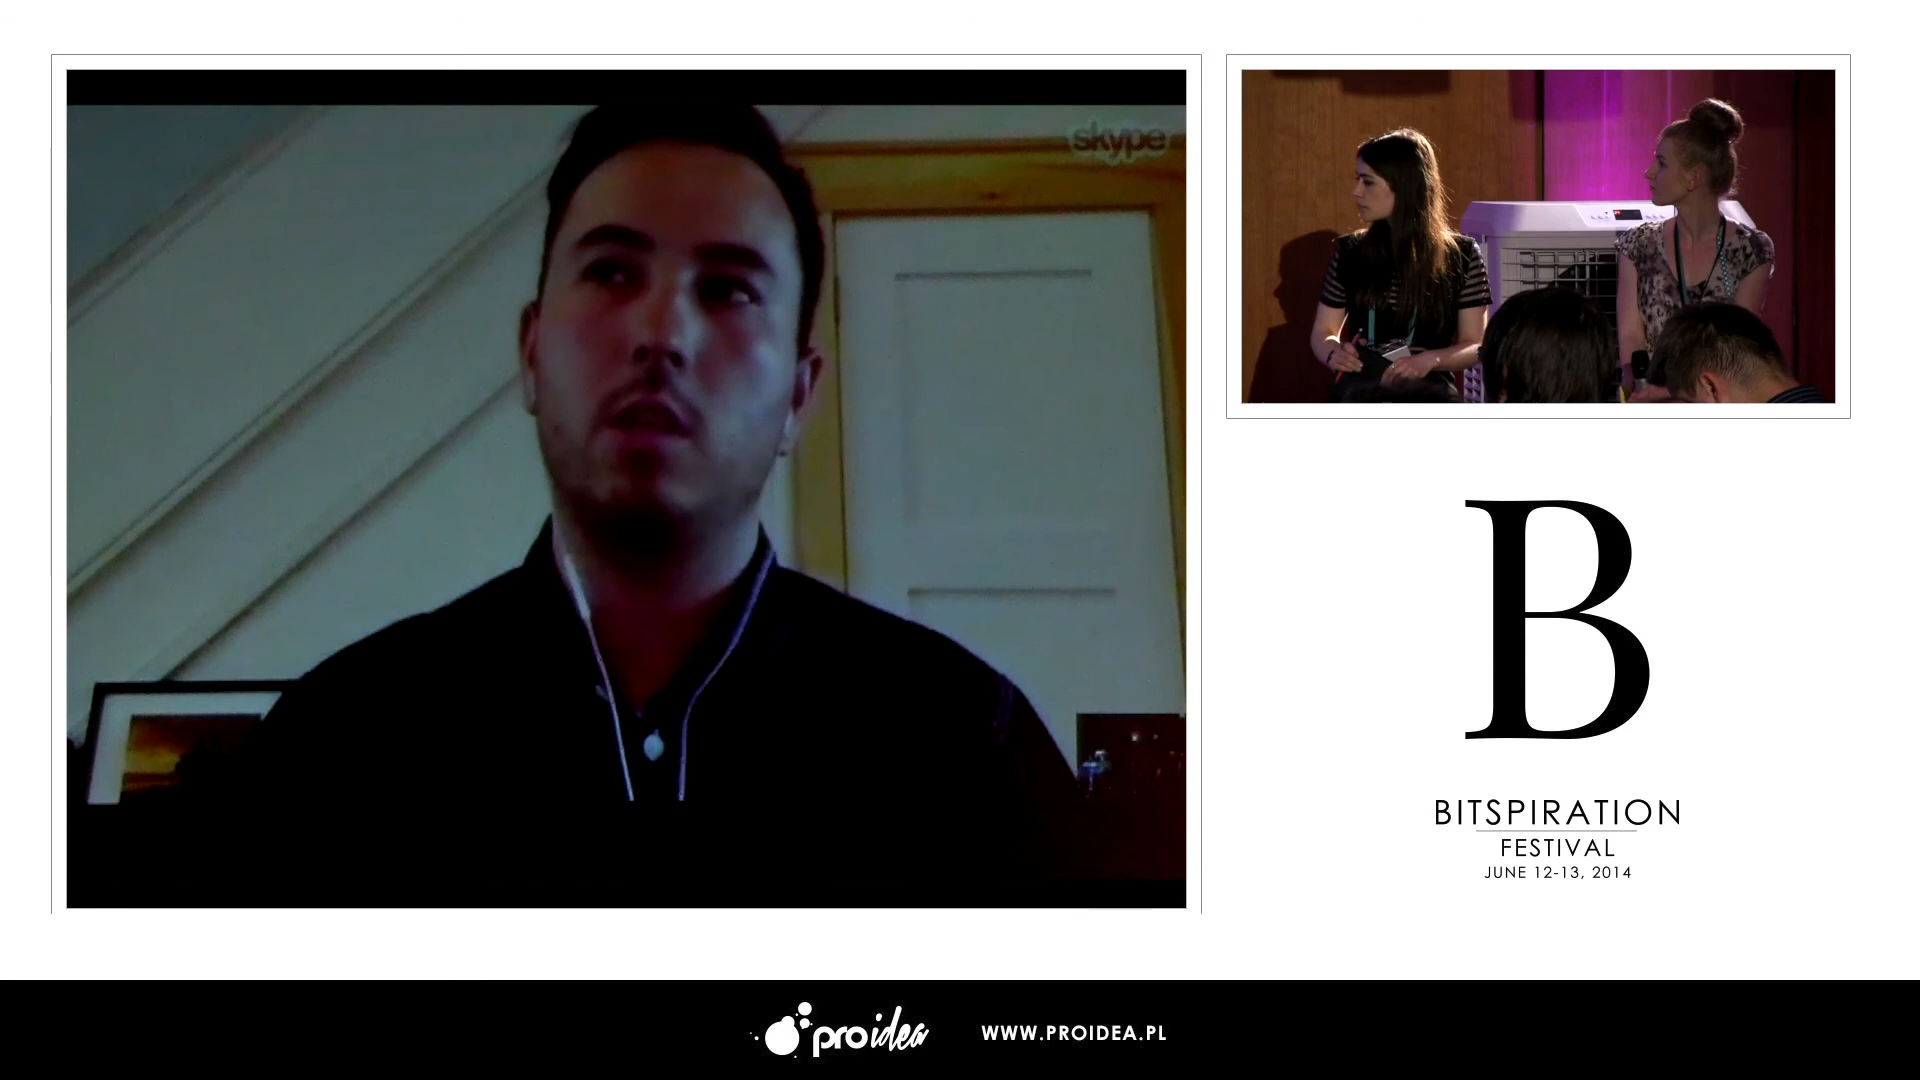 skype
B
BITSPIRATION
FESTIVAL
JUNE 12-13, 2014
proidea WWW.PROIDEA.PL